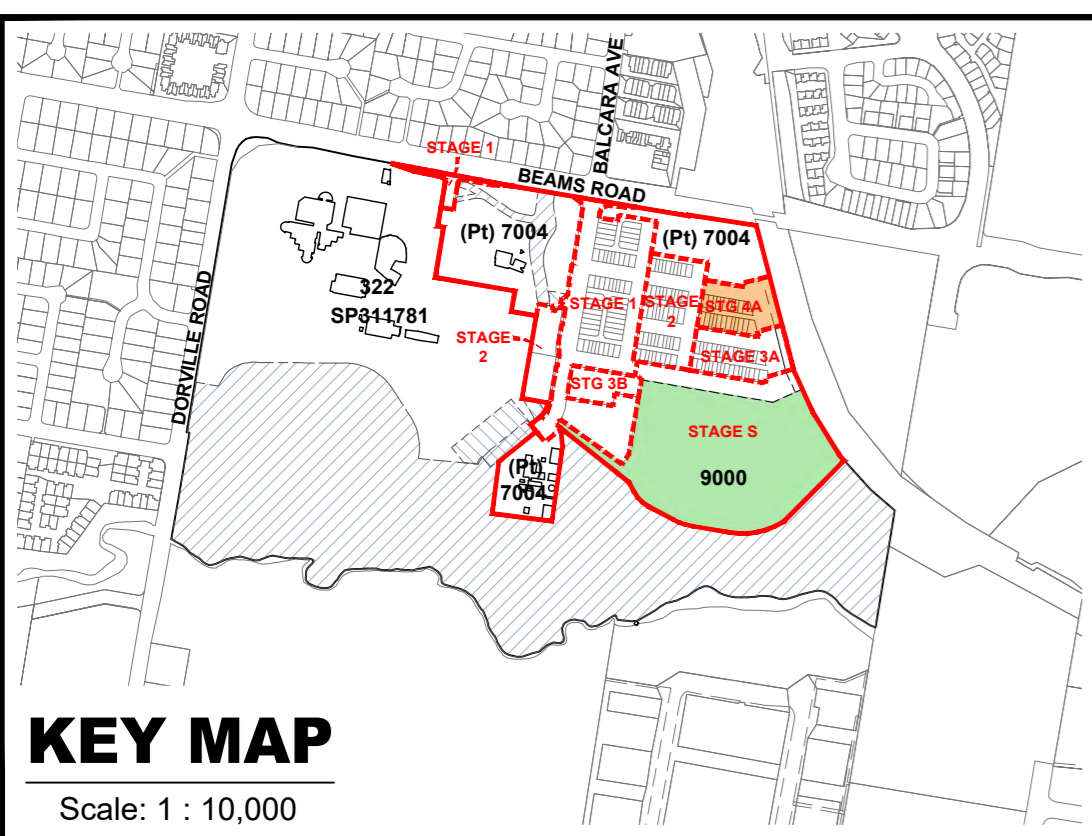 BALCARA AVE
STAGE 1
BEAMS ROAD
(Pt) 7004
(Pt) 7004
DORVILLE ROAD
322
SP311781
STAGE 1
STAGE
2
STG 4A
STAGE
2
STAGE 3A
STG 3B
STAGE S
9000
(Pt)
7004
KEY MAP
Scale: 1 : 10,000